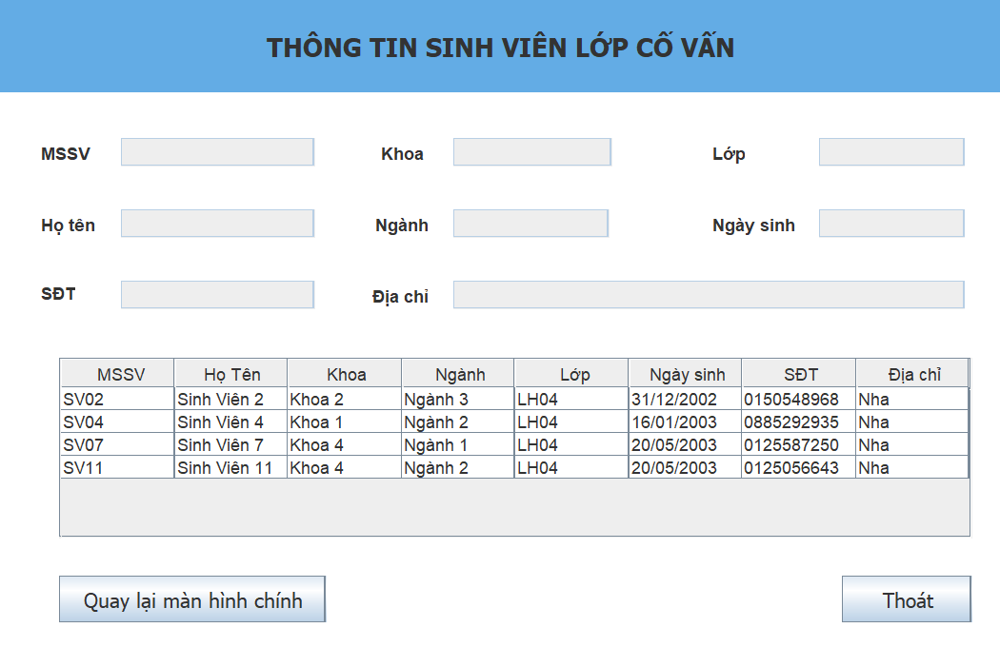 THÔNG TIN SINH VIÊN LỚP CỐ VẤN
MSSV Khoa Lớp
Họ tên Ngành Ngày sinh
SĐT Địa chỉ
MSSV Họ Tên Khoa Ngành Lớp Ngày sinh SĐT Địa chỉ
SV02 Sinh Viên 2 Khoa 2 Ngành 3 LH04 31/12/2002 0150548968 Nha
SV04 Sinh Viên 4 Khoa 1 Ngành 2 LH04 16/01/2003 0885292935 Nha
SV07 Sinh Viên 7 Khoa 4 Ngành 1 LH04 20/05/2003 0125587250 Nha
SV11 Sinh Viên 11 Khoa 4 Ngành 2 LH04 20/05/2003 0125056643 Nha
Quay lại màn hình chính Thoát